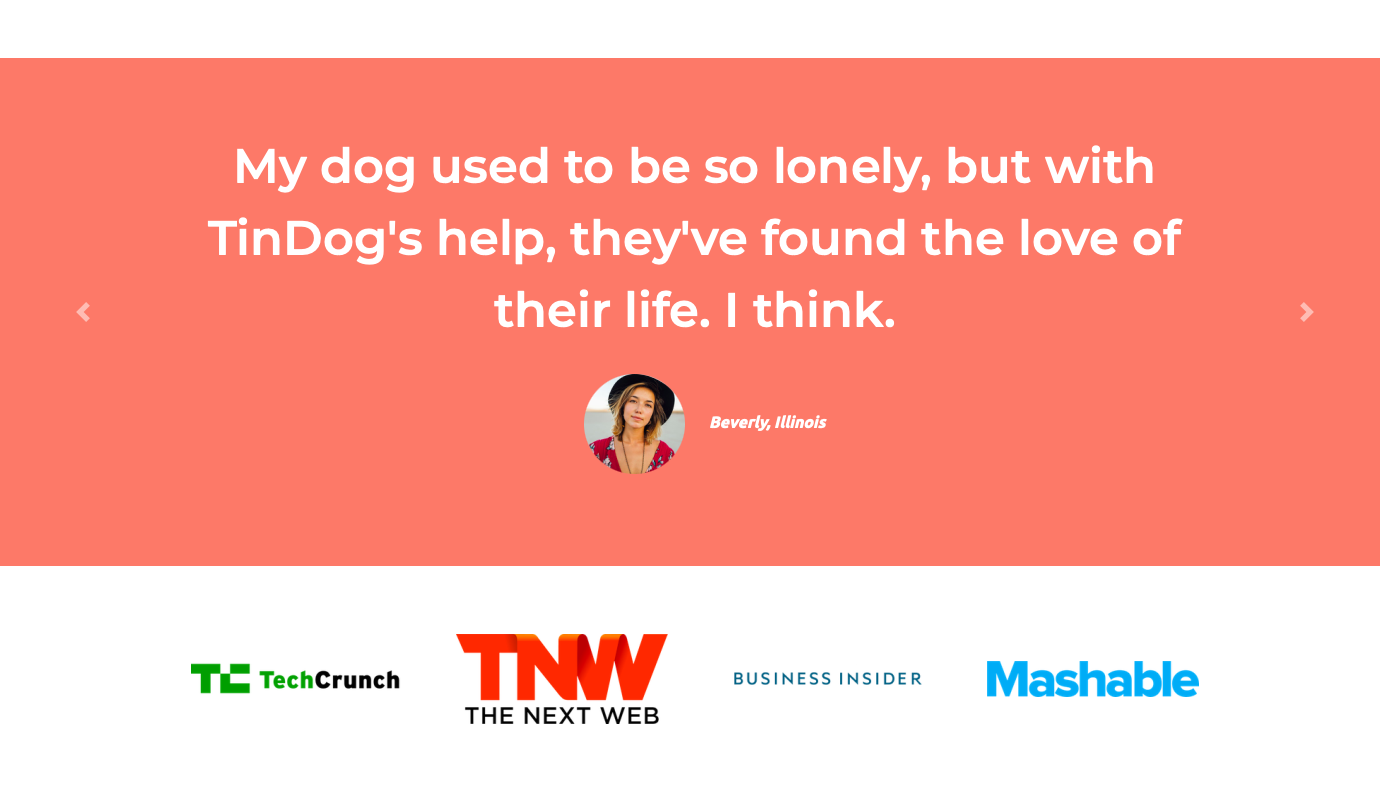 My dog used to be so lonely, but with
TinDog's help, they've found the love of
their life. I think.
Beverly, Illinois
TC TechCrunch
TNW
THE NEXT WEB
BUSINESS INSIDER
Mashable